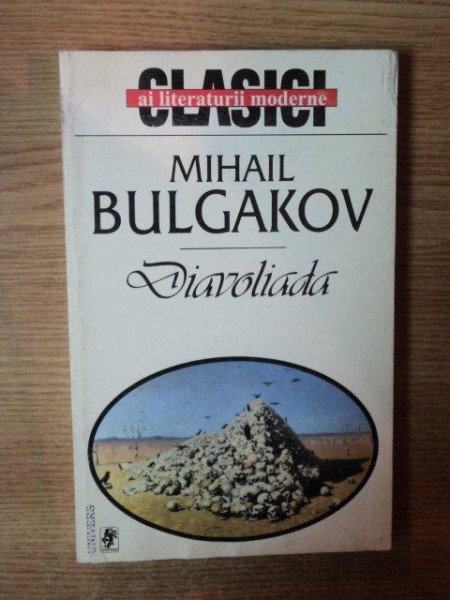 CLASICI
ai literaturii moderne
MIHAIL
BULGAKOV
Diavoliada
UNIVERS